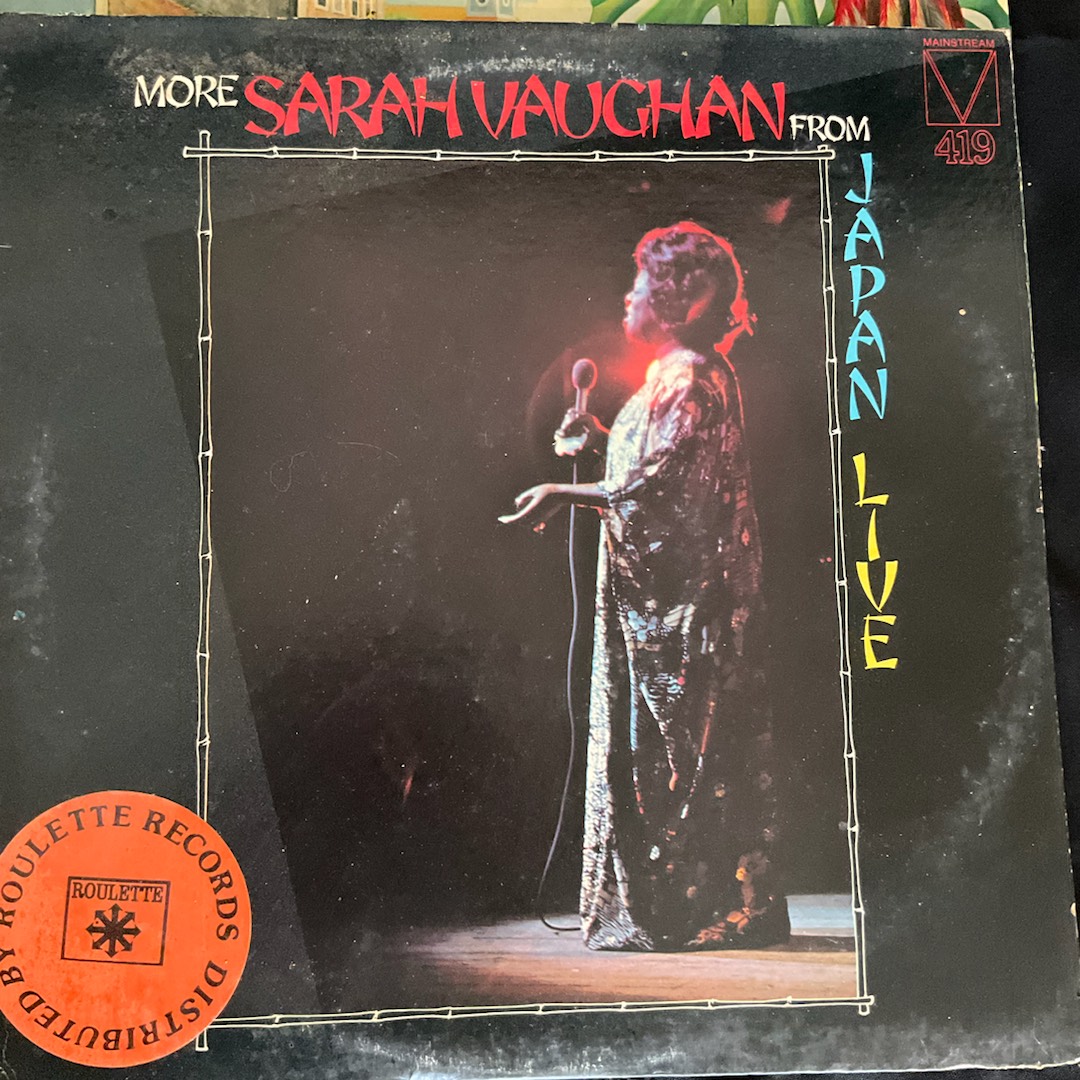 MORE SARAH VAUGHAN FROM
JAPAN
LIVE
MAINSTREAM
419
DISTRIBUTED BY ROULETTE RECORDS
ROULETTE